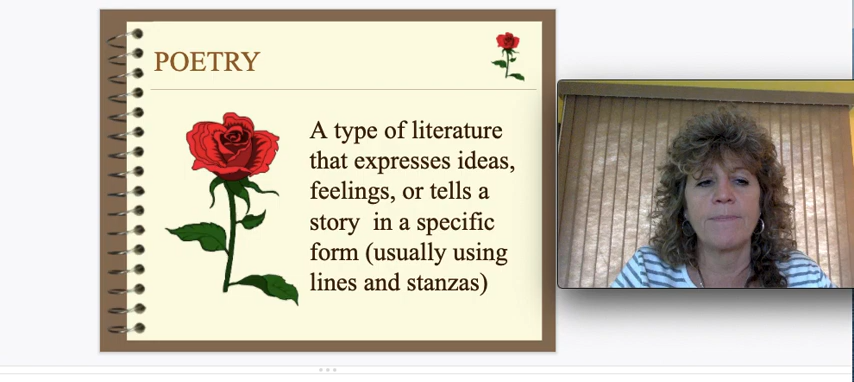 POETRY
A type of literature
that expresses ideas,
feelings, or tells a
story  in a specific
form (usually using
lines and stanzas)